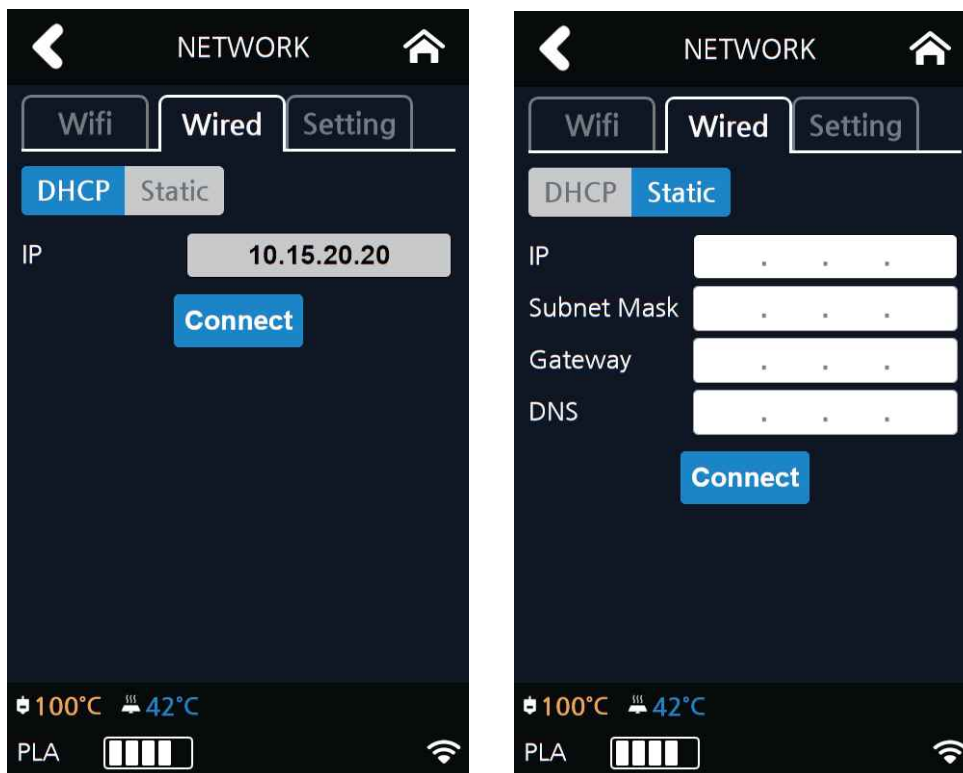 NETWORK
Wifi Wired Setting
DHCP Static
IP 10.15.20.20
Connect
100°C 42°C
PLA
NETWORK
Wifi Wired Setting
DHCP Static
IP . . .
Subnet Mask . . .
Gateway . . .
DNS . . .
Connect
100°C 42°C
PLA